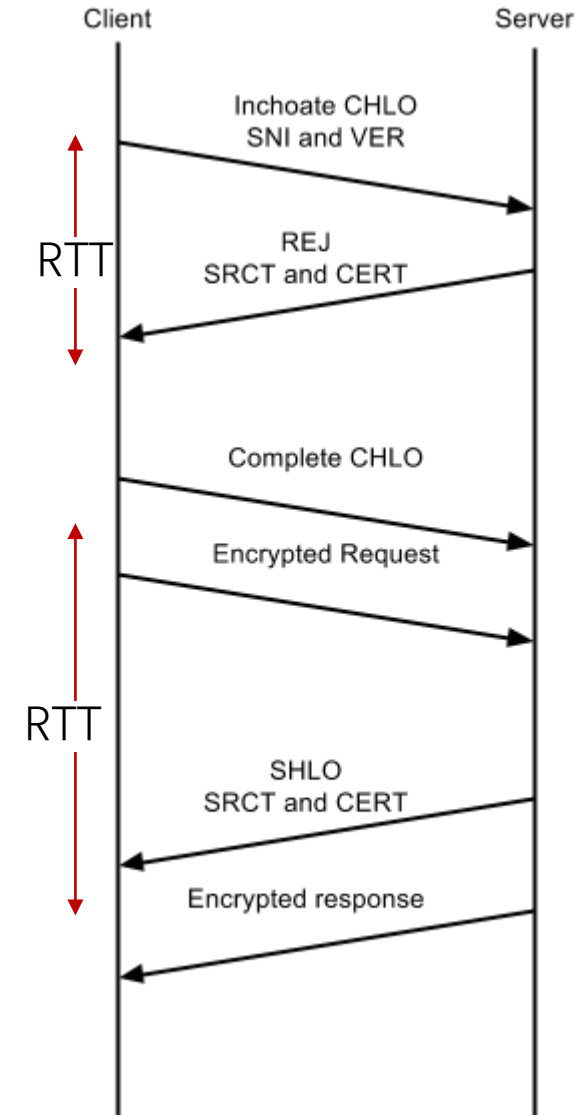 Client
Server
Inchoate CHLO
SNI and VER
RTT
REJ
SRCT and CERT
Complete CHLO
Encrypted Request
RTT
SHLO
SRCT and CERT
Encrypted response